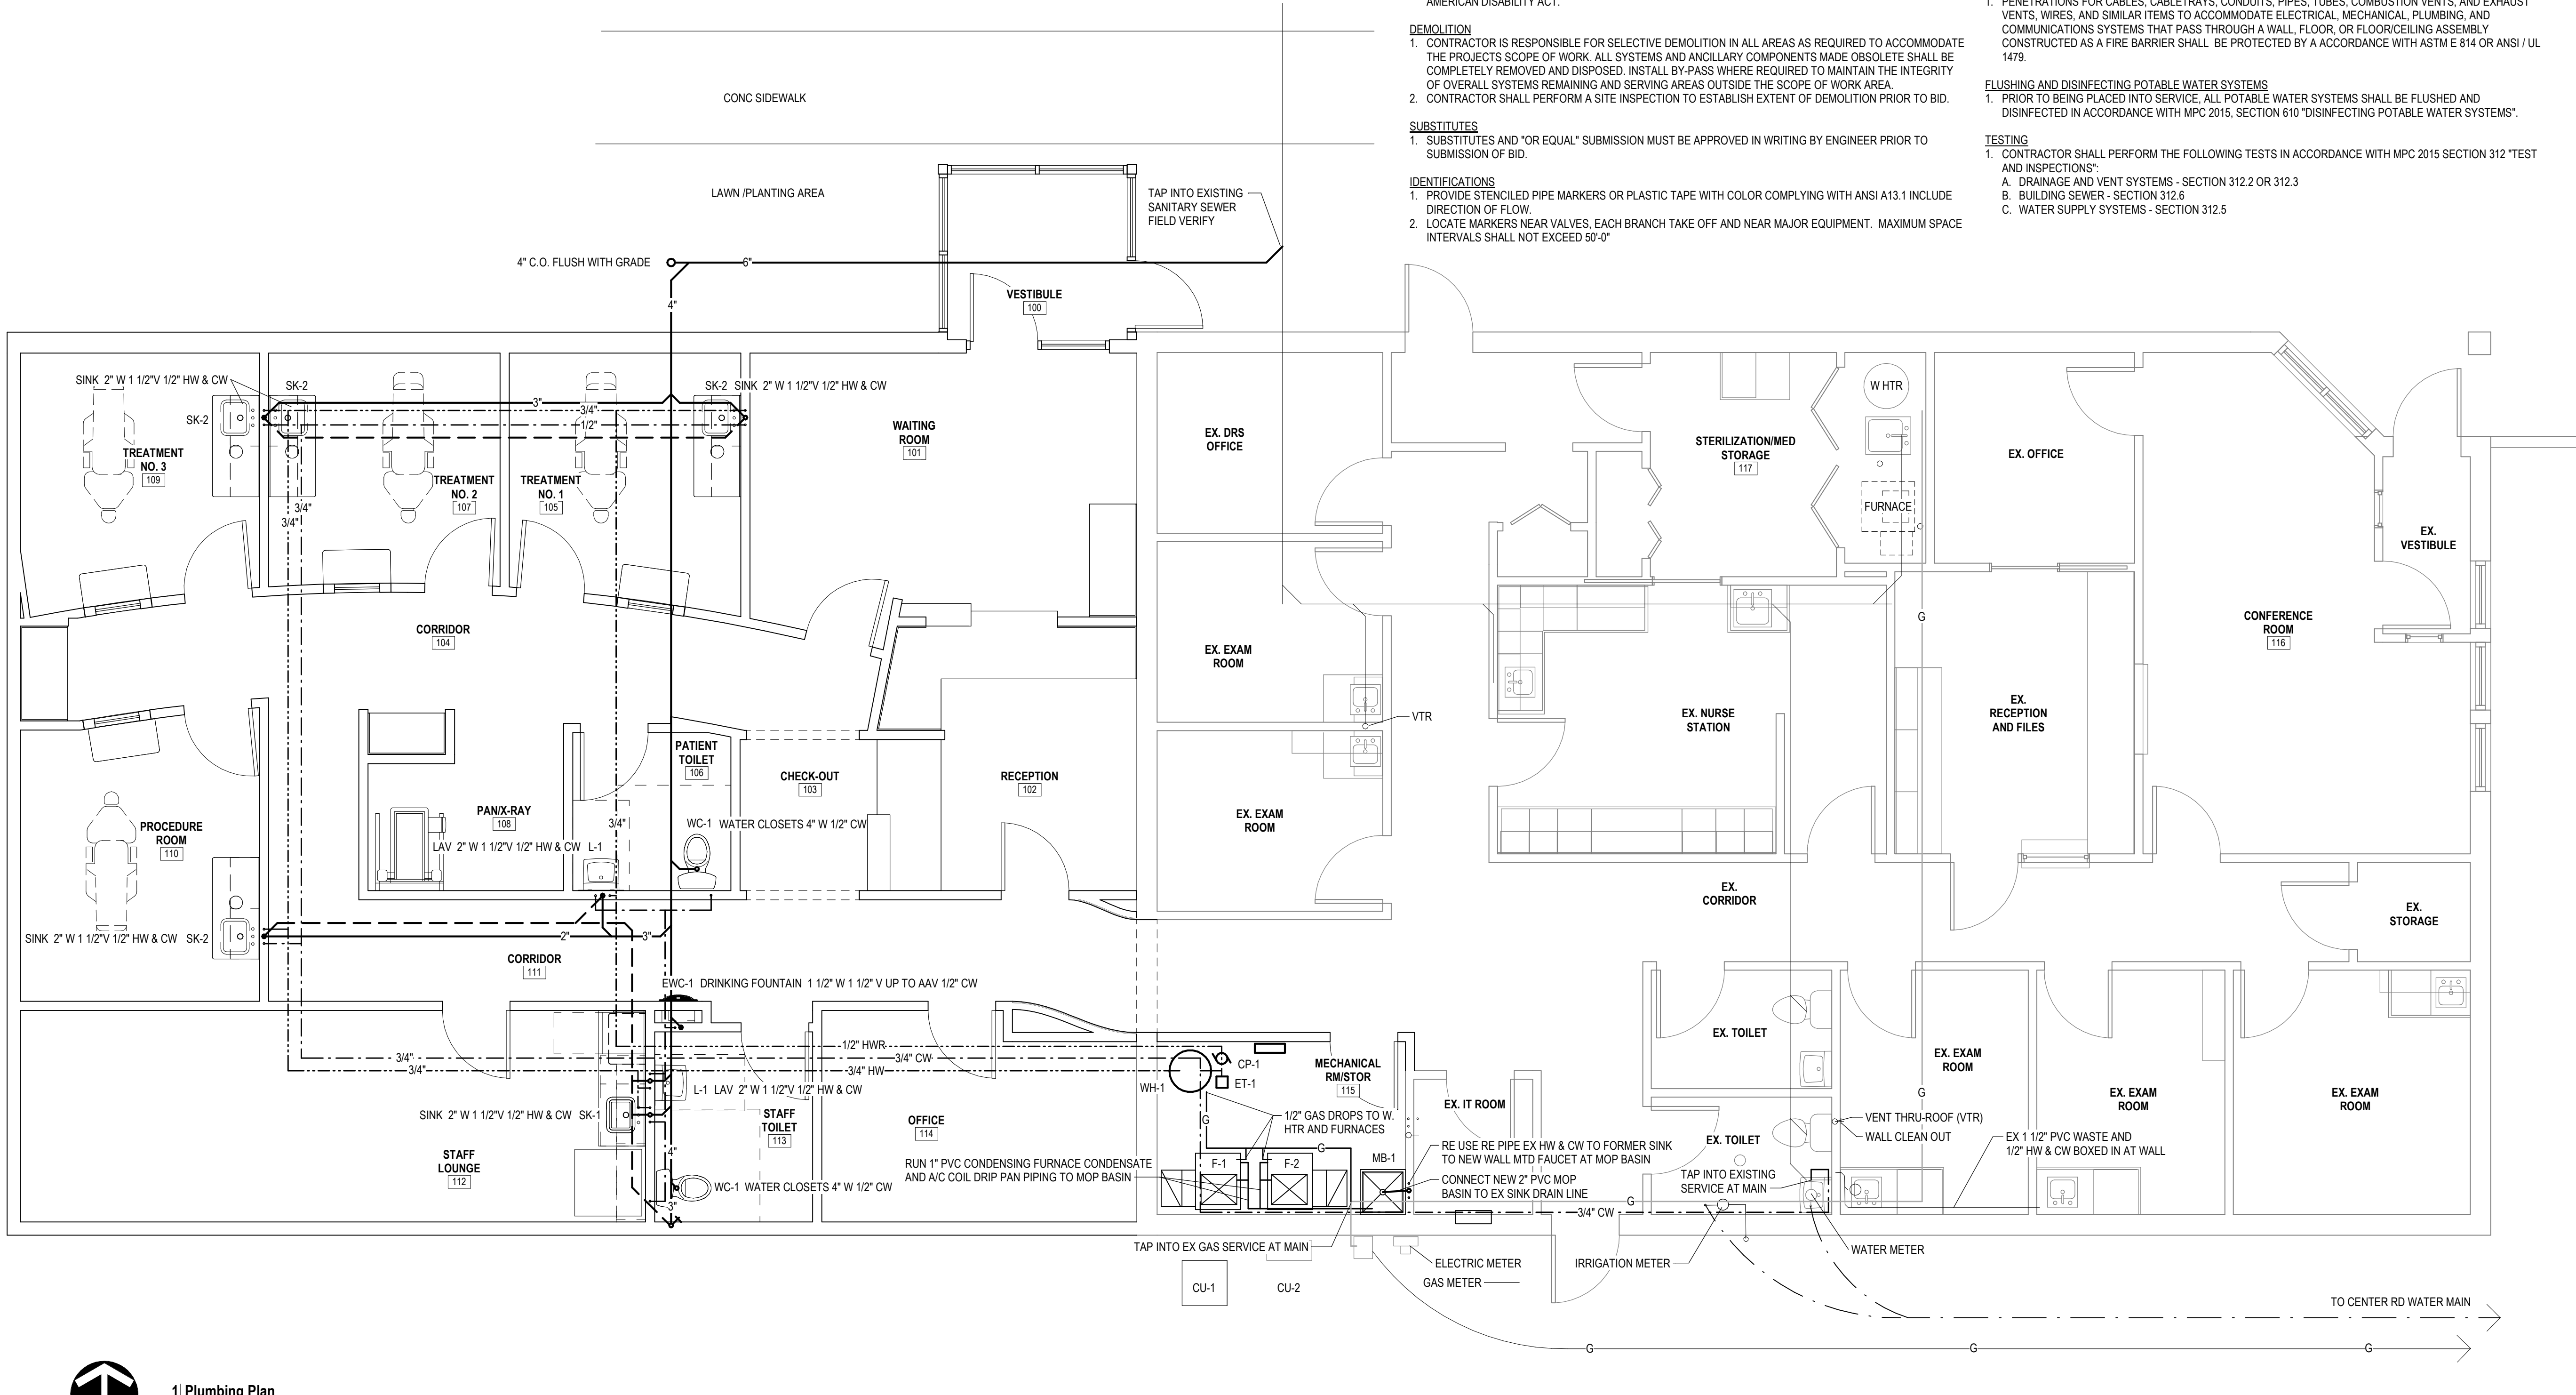 AMERICAN DISABILITY ACT.
DEMOLITION
1. CONTRACTOR IS RESPONSIBLE FOR SELECTIVE DEMOLITION IN ALL AREAS AS REQUIRED TO ACCOMMODATE
THE PROJECTS SCOPE OF WORK. ALL SYSTEMS AND ANCILLARY COMPONENTS MADE OBSOLETE SHALL BE
COMPLETELY REMOVED AND DISPOSED. INSTALL BY-PASS WHERE REQUIRED TO MAINTAIN THE INTEGRITY
OF OVERALL SYSTEMS REMAINING AND SERVING AREAS OUTSIDE THE SCOPE OF WORK AREA.
2. CONTRACTOR SHALL PERFORM A SITE INSPECTION TO ESTABLISH EXTENT OF DEMOLITION PRIOR TO BID.
SUBSTITUTES
1. SUBSTITUTES AND "OR EQUAL" SUBMISSION MUST BE APPROVED IN WRITING BY ENGINEER PRIOR TO
SUBMISSION OF BID.
IDENTIFICATIONS
1. PROVIDE STENCILED PIPE MARKERS OR PLASTIC TAPE WITH COLOR COMPLYING WITH ANSI A13.1 INCLUDE
DIRECTION OF FLOW.
2. LOCATE MARKERS NEAR VALVES, EACH BRANCH TAKE OFF AND NEAR MAJOR EQUIPMENT. MAXIMUM SPACE
INTERVALS SHALL NOT EXCEED 50'-0"
1. PENETRATIONS FOR CABLES, CABLETRAYS, CONDUITS, PIPES, TUBES, COMBUSTION VENTS, AND EXHAUST
VENTS, WIRES, AND SIMILAR ITEMS TO ACCOMMODATE ELECTRICAL, MECHANICAL, PLUMBING, AND
COMMUNICATIONS SYSTEMS THAT PASS THROUGH A WALL, FLOOR, OR FLOOR/CEILING ASSEMBLY
CONSTRUCTED AS A FIRE BARRIER SHALL BE PROTECTED BY A ACCORDANCE WITH ASTM E 814 OR ANSI / UL
1479.
FLUSHING AND DISINFECTING POTABLE WATER SYSTEMS
1. PRIOR TO BEING PLACED INTO SERVICE, ALL POTABLE WATER SYSTEMS SHALL BE FLUSHED AND
DISINFECTED IN ACCORDANCE WITH MPC 2015, SECTION 610 "DISINFECTING POTABLE WATER SYSTEMS".
TESTING
1. CONTRACTOR SHALL PERFORM THE FOLLOWING TESTS IN ACCORDANCE WITH MPC 2015 SECTION 312 "TEST
AND INSPECTIONS":
A. DRAINAGE AND VENT SYSTEMS - SECTION 312.2 OR 312.3
B. BUILDING SEWER - SECTION 312.6
C. WATER SUPPLY SYSTEMS - SECTION 312.5
CONC SIDEWALK
LAWN /PLANTING AREA
TAP INTO EXISTING
SANITARY SEWER
FIELD VERIFY
4" C.O. FLUSH WITH GRADE
6"
4"
VESTIBULE
100
SINK 2" W 1 1/2"V 1/2" HW & CW
SK-2
SK-2
SK-2 SINK 2" W 1 1/2"V 1/2" HW & CW
3"
3/4"
1/2"
TREATMENT
NO. 3
109
TREATMENT
NO. 2
107
TREATMENT
NO. 1
105
3/4"
3/4"
WAITING
ROOM
101
EX. DRS
OFFICE
STERILIZATION/MED
STORAGE
117
W HTR
FURNACE
EX. OFFICE
EX.
VESTIBULE
CORRIDOR
104
EX. EXAM
ROOM
G
CONFERENCE
ROOM
116
VTR
EX. NURSE
STATION
EX.
RECEPTION
AND FILES
PATIENT
TOILET
106
CHECK-OUT
103
RECEPTION
102
PAN/X-RAY
108
PROCEDURE
ROOM
110
3/4"
WC-1 WATER CLOSETS 4" W 1/2" CW
LAV 2" W 1 1/2"V 1/2" HW & CW L-1
EX. EXAM
ROOM
EX.
CORRIDOR
EX.
STORAGE
SINK 2" W 1 1/2"V 1/2" HW & CW SK-2
2"
3"
CORRIDOR
111
EWC-1 DRINKING FOUNTAIN 1 1/2" W 1 1/2" V UP TO AAV 1/2" CW
1/2" HWR
3/4"
3/4" CW
3/4"
3/4" HW
WH-1
CP-1
ET-1
MECHANICAL
RM/STOR
115
EX. TOILET
EX. EXAM
ROOM
G
EX. EXAM
ROOM
EX. EXAM
ROOM
L-1 LAV 2" W 1 1/2"V 1/2" HW & CW
SINK 2" W 1 1/2"V 1/2" HW & CW SK-1
STAFF
TOILET
113
OFFICE
114
G
1/2" GAS DROPS TO W.
HTR AND FURNACES
EX. IT ROOM
VENT THRU-ROOF (VTR)
WALL CLEAN OUT
EX 1 1/2" PVC WASTE AND
1/2" HW & CW BOXED IN AT WALL
STAFF
LOUNGE
112
4"
G
RUN 1" PVC CONDENSING FURNACE CONDENSATE
AND A/C COIL DRIP PAN PIPING TO MOP BASIN
F-1
F-2
MB-1
RE USE RE PIPE EX HW & CW TO FORMER SINK
TO NEW WALL MTD FAUCET AT MOP BASIN
CONNECT NEW 2" PVC MOP
BASIN TO EX SINK DRAIN LINE
EX. TOILET
TAP INTO EXISTING
SERVICE AT MAIN
WC-1 WATER CLOSETS 4" W 1/2" CW
3"
G
3/4" CW
TAP INTO EX GAS SERVICE AT MAIN
ELECTRIC METER
GAS METER
IRRIGATION METER
WATER METER
CU-1
CU-2
TO CENTER RD WATER MAIN
G
G
G
1 Plumbing Plan